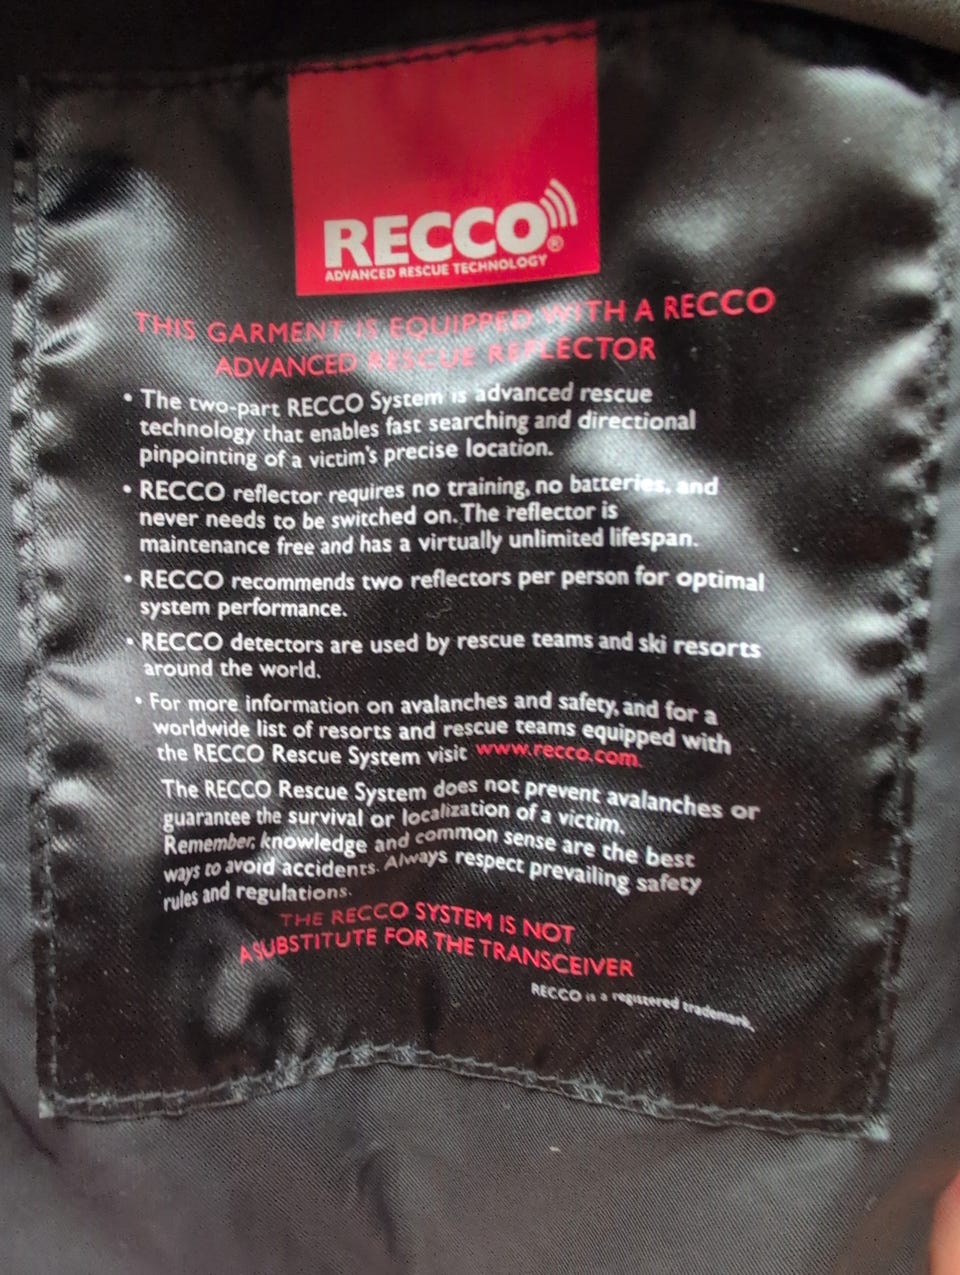 RECCO®
ADVANCED RESCUE TECHNOLOGY
THIS GARMENT IS EQUIPPED WITH A RECCO
ADVANCED RESCUE REFLECTOR
• The two-part RECCO System is advanced rescue
technology that enables fast searching and directional
pinpointing of a victim's precise location.
• RECCO reflector requires no training, no batteries, and
never needs to be switched on. The reflector is
maintenance free and has a virtually unlimited lifespan.
• RECCO recommends two reflectors per person for optimal
system performance.
• RECCO detectors are used by rescue teams and ski resorts
around the world.
• For more information on avalanches and safety, and for a
worldwide list of resorts and rescue teams equipped with
the RECCO Rescue System visit www.recco.com.
The RECCO Rescue System does not prevent avalanches or
guarantee the survival or localization of a victim.
Remember, knowledge and common sense are the best
ways to avoid accidents. Always respect prevailing safety
rules and regulations.
THE RECCO SYSTEM IS NOT
A SUBSTITUTE FOR THE TRANSCEIVER
RECCO is a registered trademark.